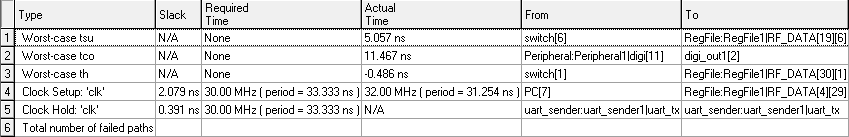 Type Slack Required Time Actual Time From To
1 Worst-case tsu N/A None 5.057 ns switch[6] RegFile:RegFile1|RF_DATA[19][6]
2 Worst-case tco N/A None 11.467 ns Peripheral:Peripheral1|digi[11] digi_out1[2]
3 Worst-case th N/A None -0.486 ns switch[1] RegFile:RegFile1|RF_DATA[30][1]
4 Clock Setup: 'clk' 2.079 ns 30.00 MHz ( period = 33.333 ns ) 32.00 MHz ( period = 31.254 ns ) PC[7] RegFile:RegFile1|RF_DATA[4][29]
5 Clock Hold: 'clk' 0.391 ns 30.00 MHz ( period = 33.333 ns ) N/A uart_sender:uart_sender1|uart_tx uart_sender:uart_sender1|uart_tx
6 Total number of failed paths